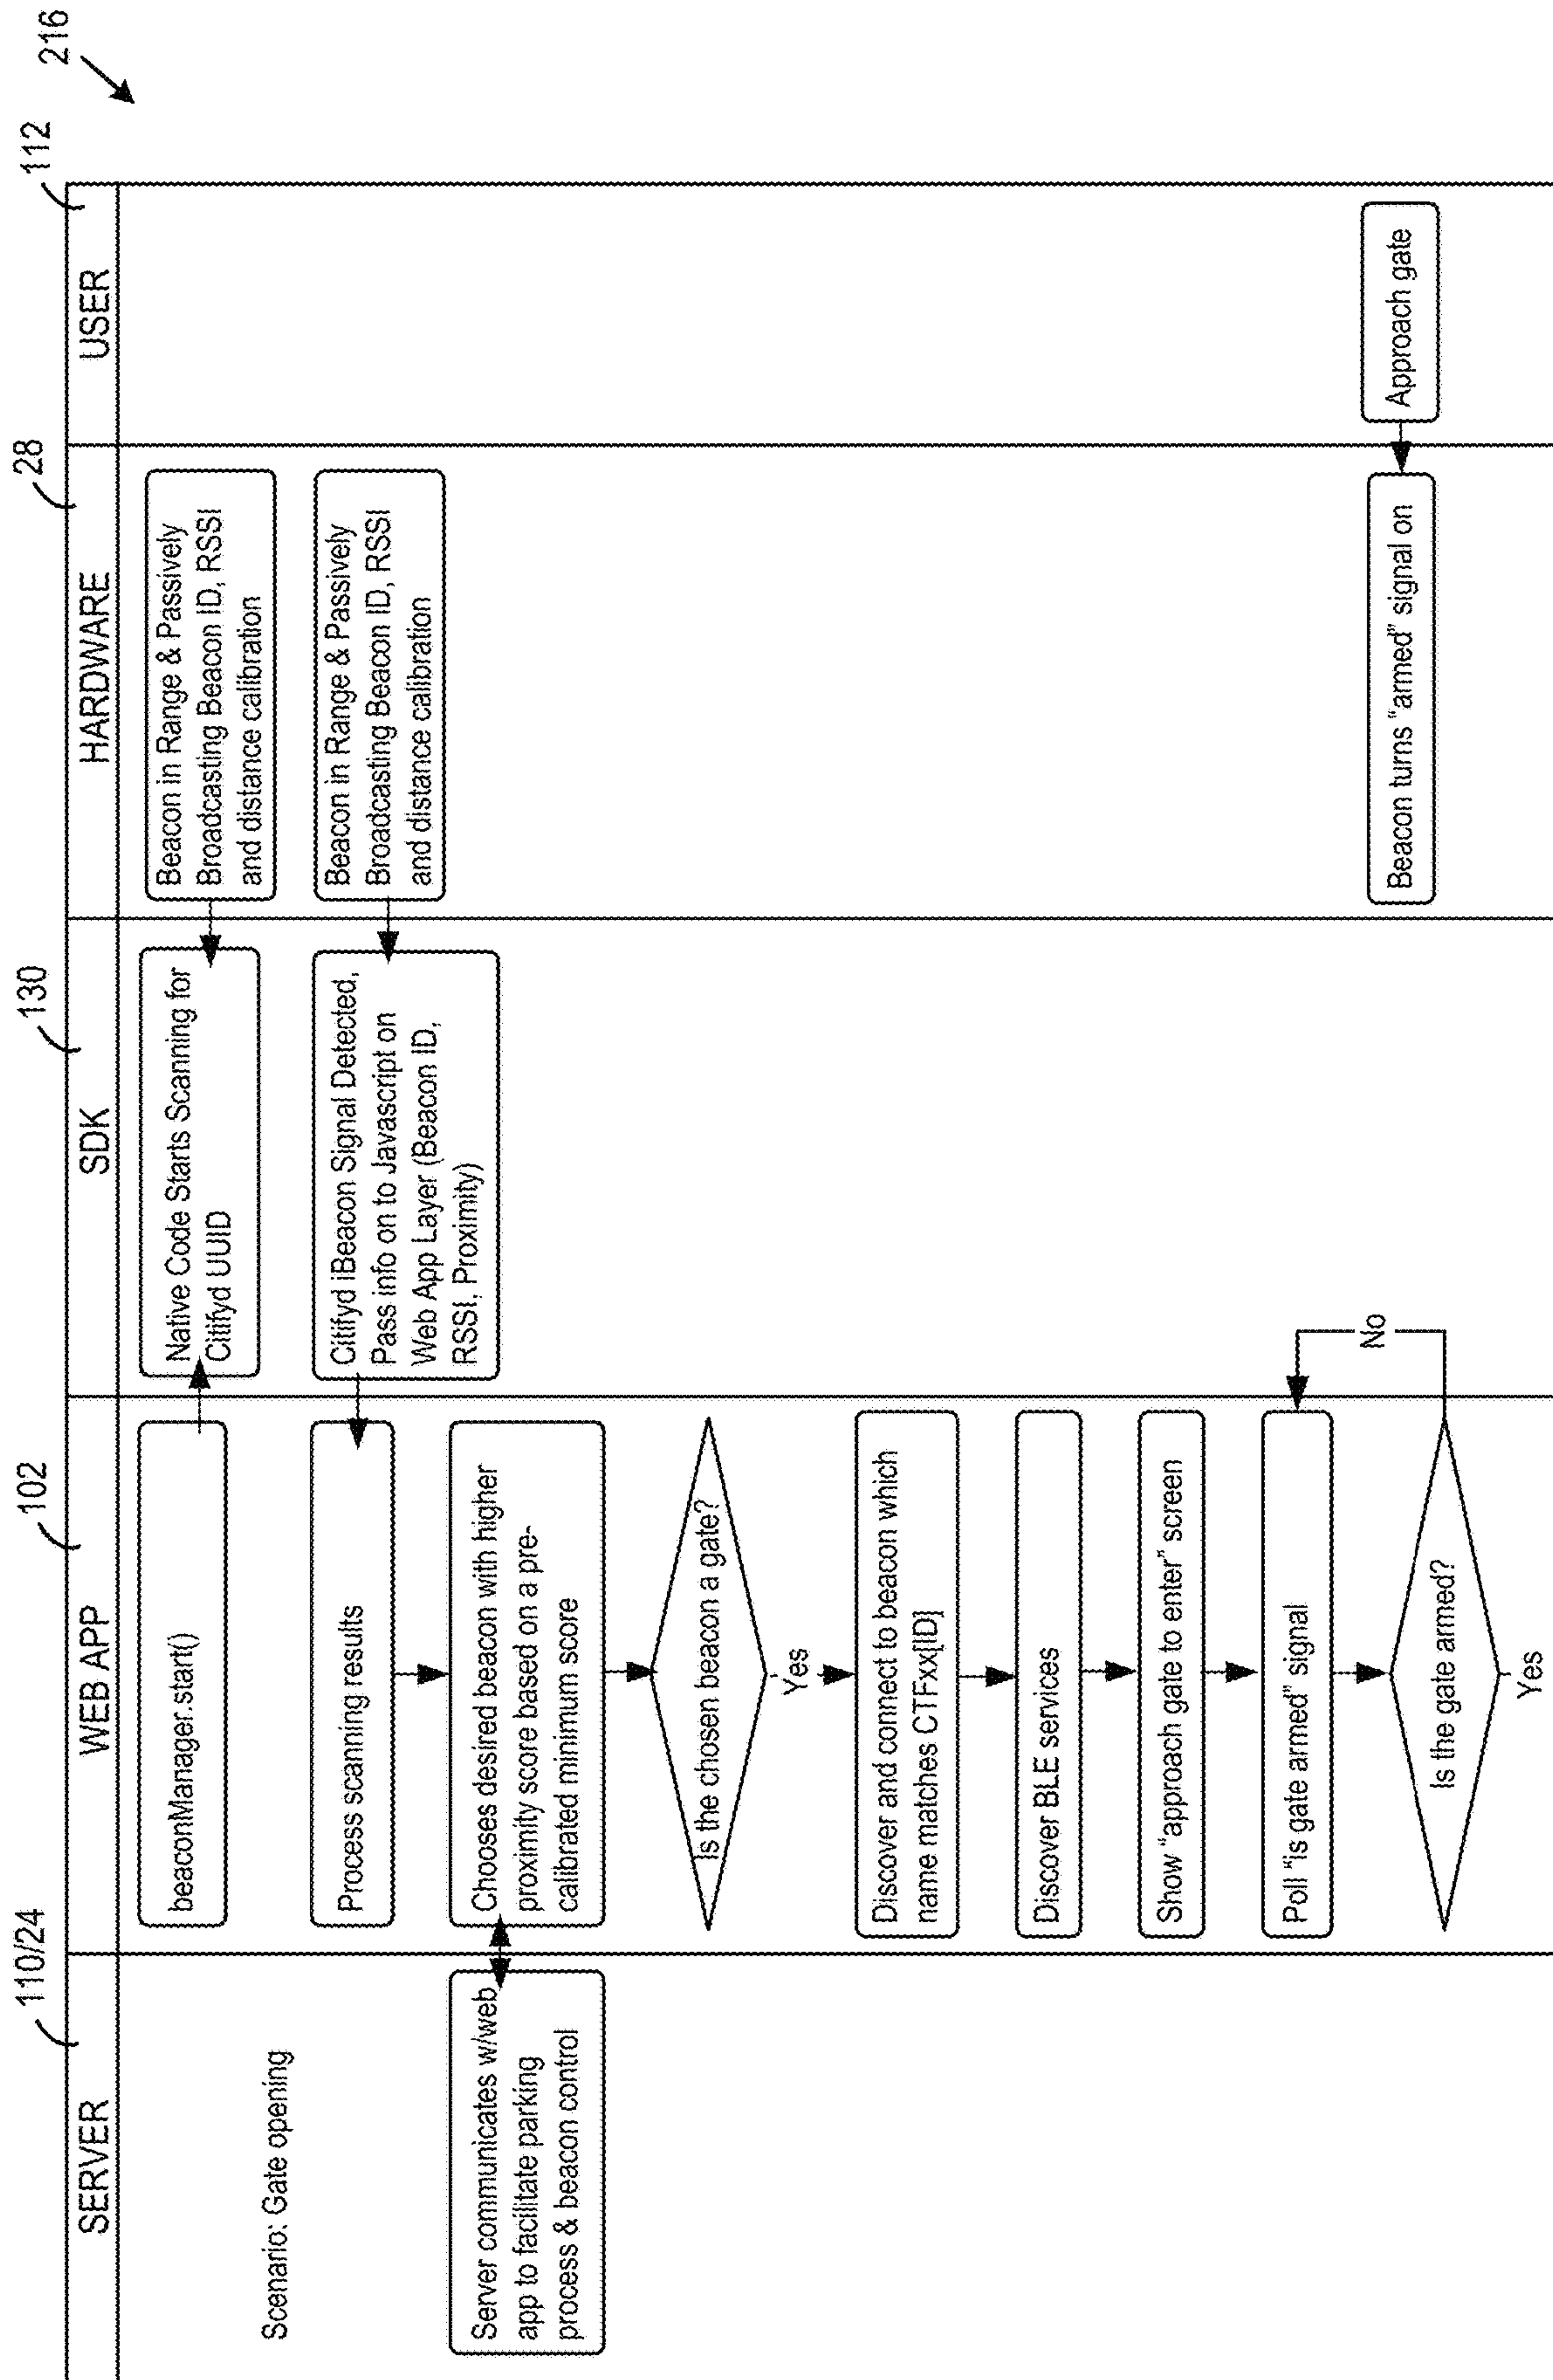 216
110/24
102
130
28
112
SERVER
WEB APP
SDK
HARDWARE
USER
Scenario: Gate opening
beaconManager.start()
Native Code Starts Scanning for
Citifyd UUID
Beacon in Range & Passively
Broadcasting Beacon ID, RSSI
and distance calibration
Process scanning results
Citifyd iBeacon Signal Detected,
Pass info on to Javascript on
Web App Layer (Beacon ID,
RSSI, Proximity)
Beacon in Range & Passively
Broadcasting Beacon ID, RSSI
and distance calibration
Server communicates w/web
app to facilitate parking
process & beacon control
Chooses desired beacon with higher
proximity score based on a pre-
calibrated minimum score
Is the chosen beacon a gate?
Yes
Discover and connect to beacon which
name matches CTFxx[ID]
Discover BLE services
Show "approach gate to enter" screen
Poll "is gate armed" signal
No
Is the gate armed?
Yes
Beacon turns "armed" signal on
Approach gate